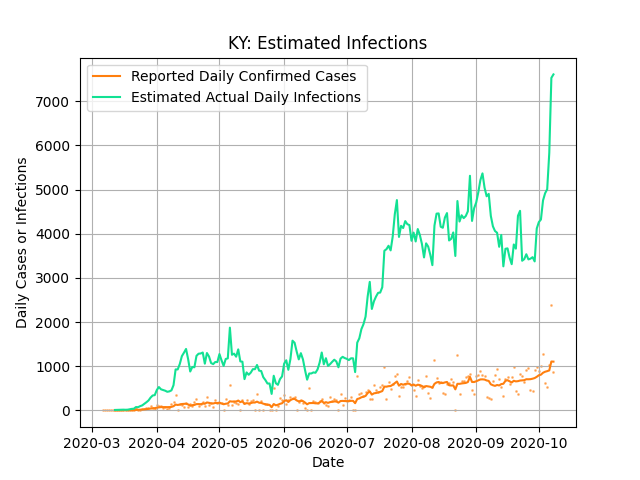 KY: Estimated Infections
Reported Daily Confirmed Cases
Estimated Actual Daily Infections
Daily Cases or Infections
7000
6000
5000
4000
3000
2000
1000
0
2020-03 2020-04 2020-05 2020-06 2020-07 2020-08 2020-09 2020-10
Date